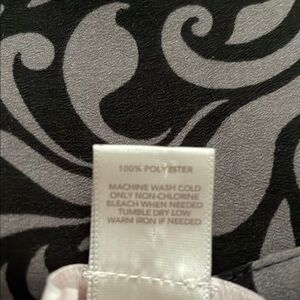 100% POLYESTER
MACHINE WASH COLD
ONLY NON-CHLORINE
BLEACH WHEN NEEDED
TUMBLE DRY LOW
WARM IRON IF NEEDED